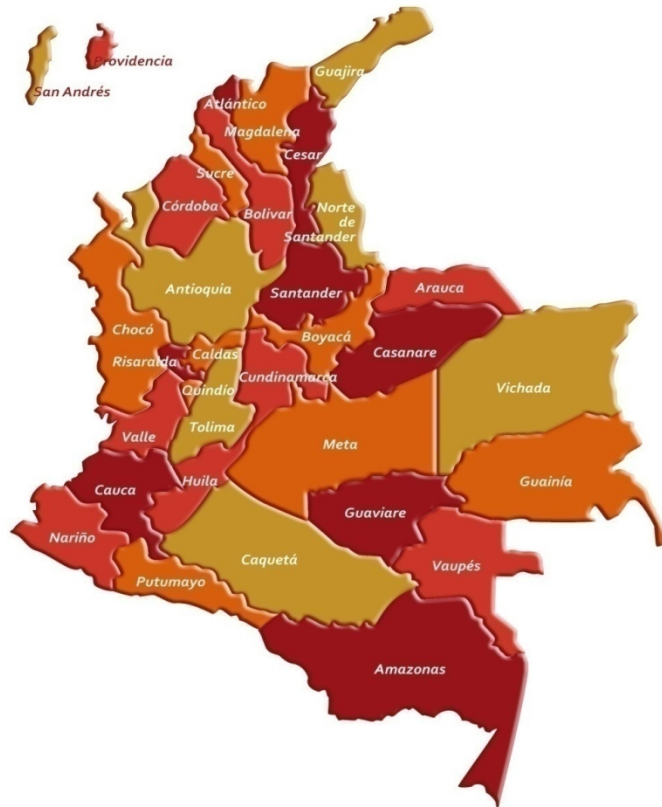 Providencia
San Andrés
Guajira
Atlántico
Magdalena
Cesar
Sucre
Córdoba
Bolivar
Norte
de
Santander
Antioquia
Santander
Arauca
Chocó
Boyacá
Casanare
Risaralda
Caldas
Cundinamarca
Quindío
Vichada
Tolima
Valle
Meta
Cauca
Huila
Guainía
Guaviare
Nariño
Caquetá
Vaupés
Putumayo
Amazonas